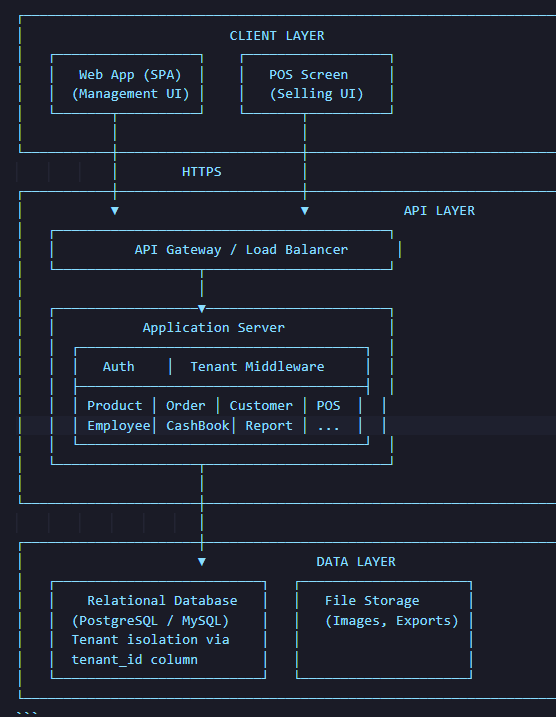 CLIENT LAYER
Web App (SPA) POS Screen
(Management UI) (Selling UI)
HTTPS
API LAYER
API Gateway / Load Balancer
Application Server
Auth Tenant Middleware
Product Order Customer POS
Employee CashBook Report ...
DATA LAYER
Relational Database File Storage
(PostgreSQL / MySQL) (Images, Exports)
Tenant isolation via
tenant_id column
```